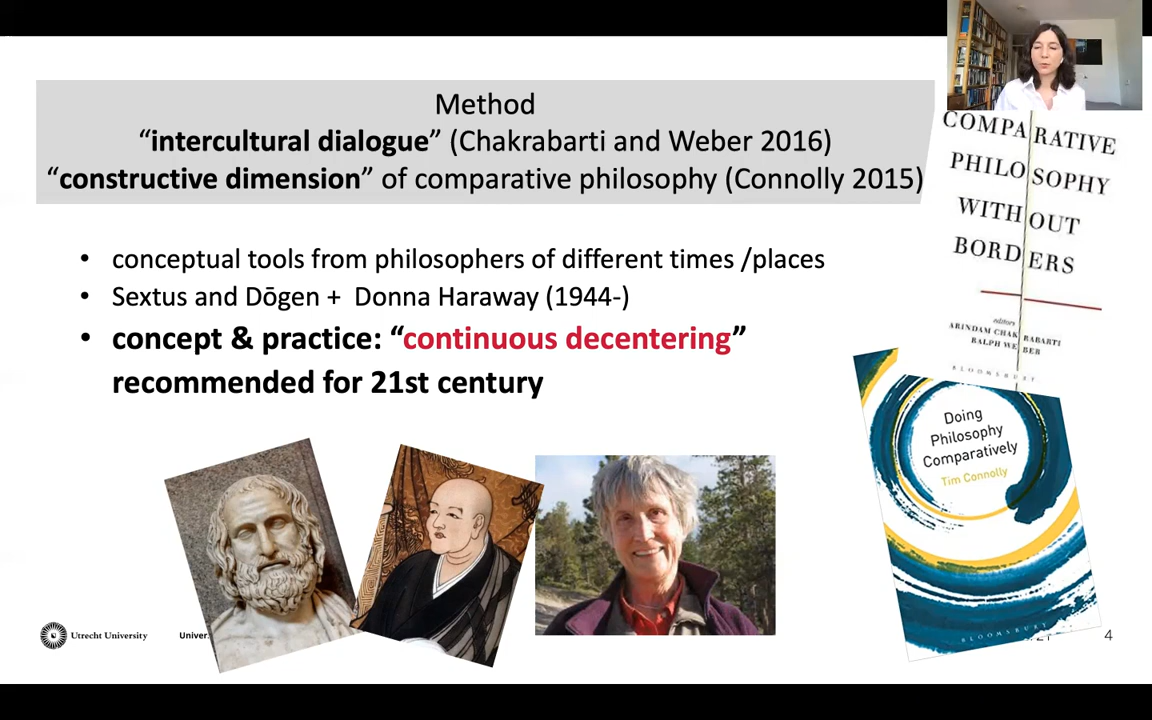 Method
“intercultural dialogue” (Chakrabarti and Weber 2016)
“constructive dimension” of comparative philosophy (Connolly 2015)
• conceptual tools from philosophers of different times /places
• Sextus and Dōgen + Donna Haraway (1944-)
• concept & practice: “continuous decentering”
recommended for 21st century
COMPARATIVE
PHILOSOPHY
WITHOUT
BORDERS
editors
ARINDAM CHAKRABARTI
RALPH WEBER
BLOOMSBURY
Doing
Philosophy
Comparatively
Tim Connolly
BLOOMSBURY
Utrecht University
Univer
4